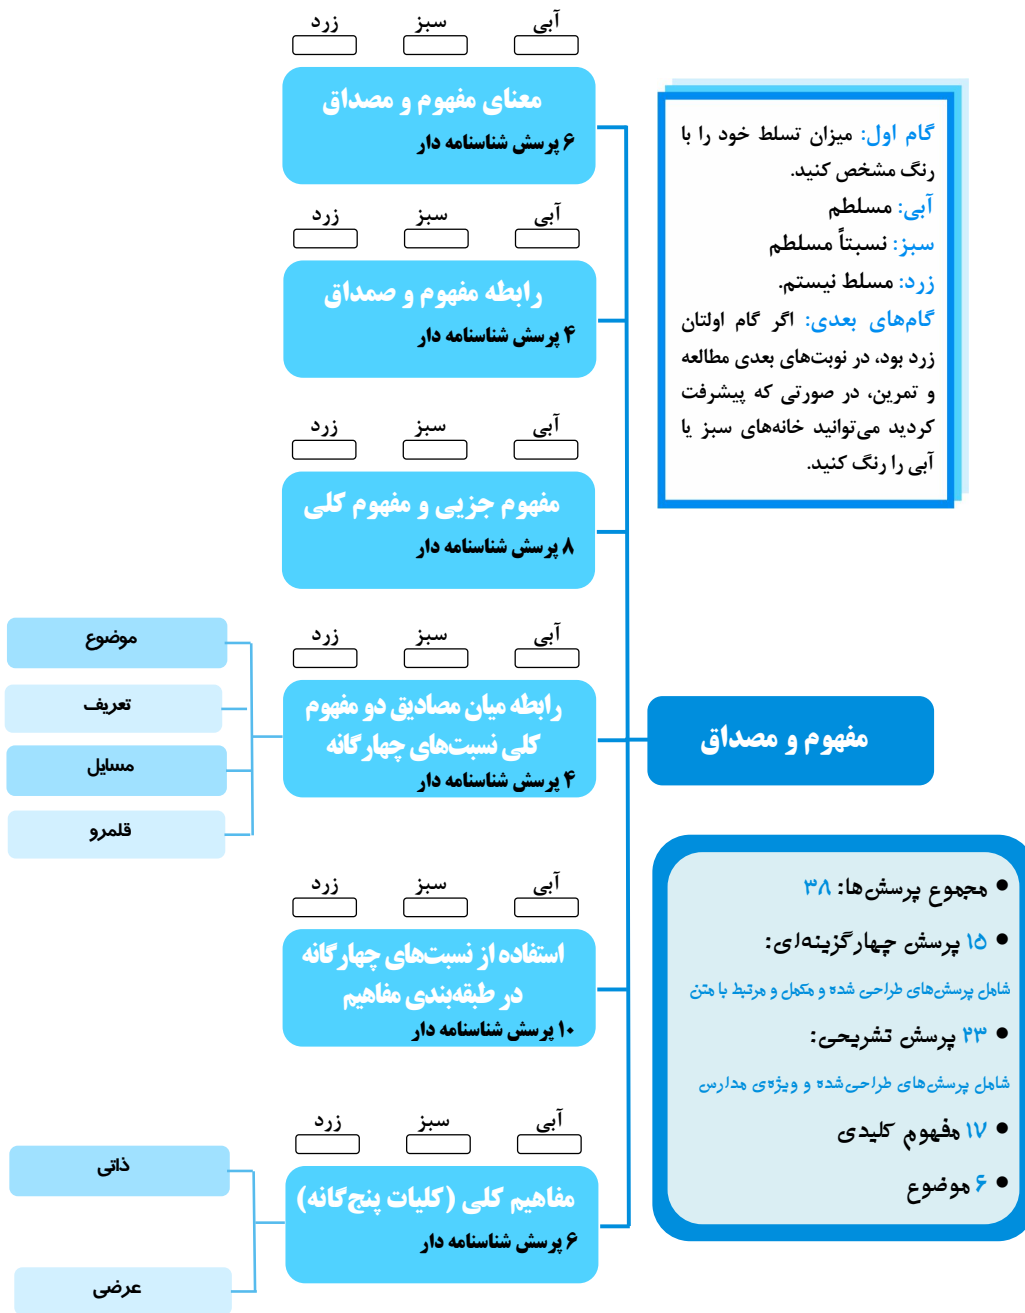 گام اول: میزان تسلط خود را با
رنگ مشخص کنید.
آبی: مسلطم
سبز: نسبتاً مسلطم
زرد: مسلط نیستم.
گام‌های بعدی: اگر گام اولتان
زرد بود، در نوبت‌های بعدی مطالعه
و تمرین، در صورتی که پیشرفت
کردید می‌توانید خانه‌های سبز یا
آبی را رنگ کنید.
مفهوم و مصداق
● مجموع پرسش‌ها: ۳۸
● ۱۵ پرسش چهارگزینه‌ای:
شامل پرسش‌های طراحی شده و مکمل و مرتبط با متن
● ۲۳ پرسش تشریحی:
شامل پرسش‌های طراحی‌شده و ویژه‌ی مدارس
● ۱۷ مفهوم کلیدی
● ۶ موضوع
آبی سبز زرد
معنای مفهوم و مصداق
۶ پرسش شناسنامه دار
آبی سبز زرد
رابطه مفهوم و صمداق
۴ پرسش شناسنامه دار
آبی سبز زرد
مفهوم جزیی و مفهوم کلی
۸ پرسش شناسنامه دار
آبی سبز زرد
رابطه میان مصادیق دو مفهوم
کلی نسبت‌های چهارگانه
۴ پرسش شناسنامه دار
موضوع
تعریف
مسایل
قلمرو
آبی سبز زرد
استفاده از نسبت‌های چهارگانه
در طبقه‌بندی مفاهیم
۱۰ پرسش شناسنامه دار
آبی سبز زرد
مفاهیم کلی (کلیات پنج‌گانه)
۶ پرسش شناسنامه دار
ذاتی
عرضی